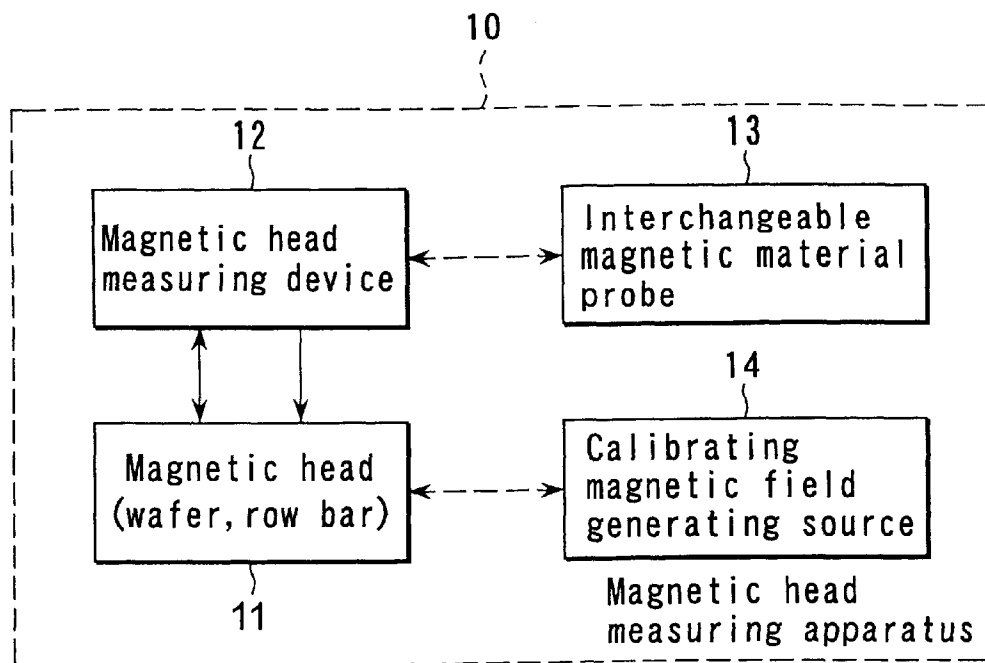 10
12
13
Magnetic head
measuring device
Interchangeable
magnetic material
probe
14
Magnetic head
(wafer, row bar)
Calibrating
magnetic field
generating source
11
Magnetic head
measuring apparatus